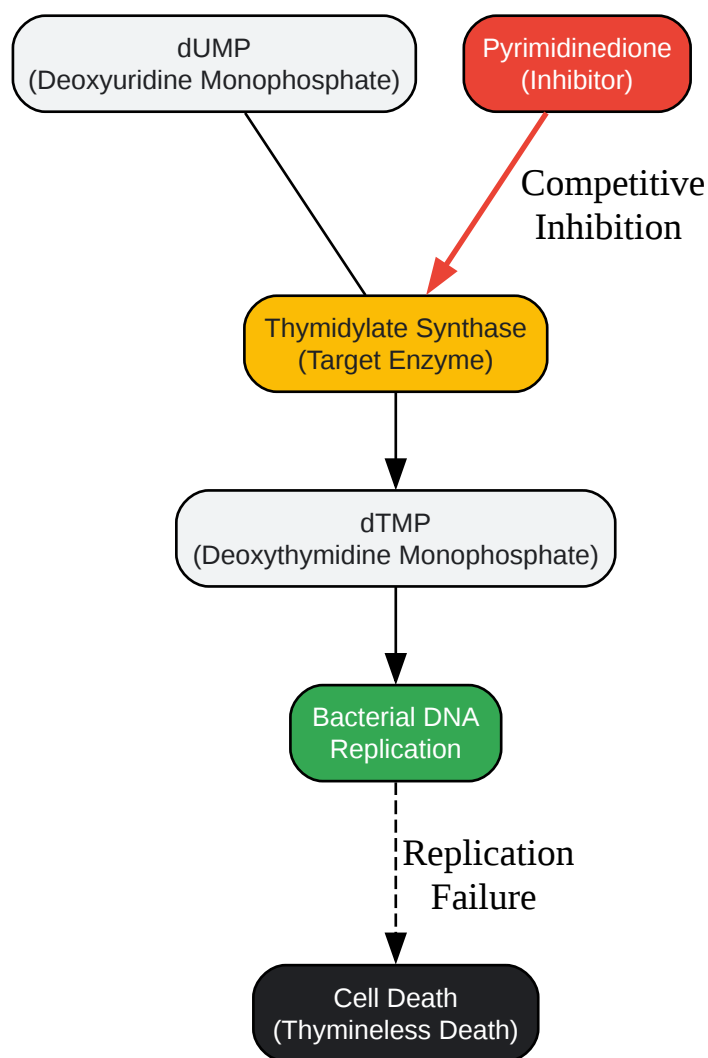 dUMP
(Deoxyuridine Monophosphate)
Pyrimidinedione
(Inhibitor)
Competitive
Inhibition
Thymidylate Synthase
(Target Enzyme)
dTMP
(Deoxythymidine Monophosphate)
Bacterial DNA
Replication
Replication
Failure
Cell Death
(Thymineless Death)